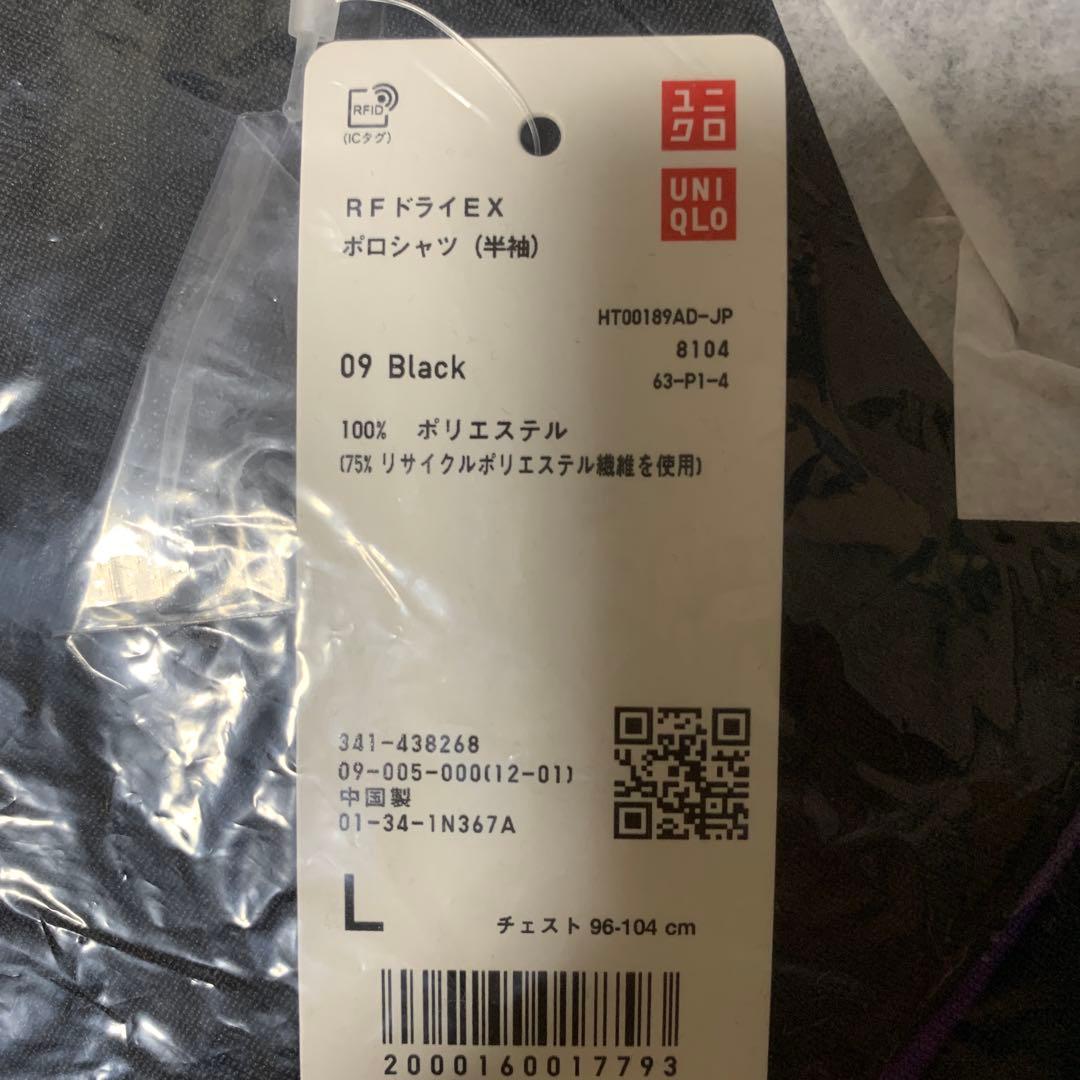 RFID
(ICタグ)
ユニ
クロ
UNI
QLO
RFドライEX
ポロシャツ (半袖)
HT00189AD-JP
8104
63-P1-4
09 Black
100% ポリエステル
(75% リサイクルポリエステル繊維を使用)
341-438268
09-005-000(12-01)
中国製
01-34-1N367A
L
チェスト 96-104 cm
2000160017793